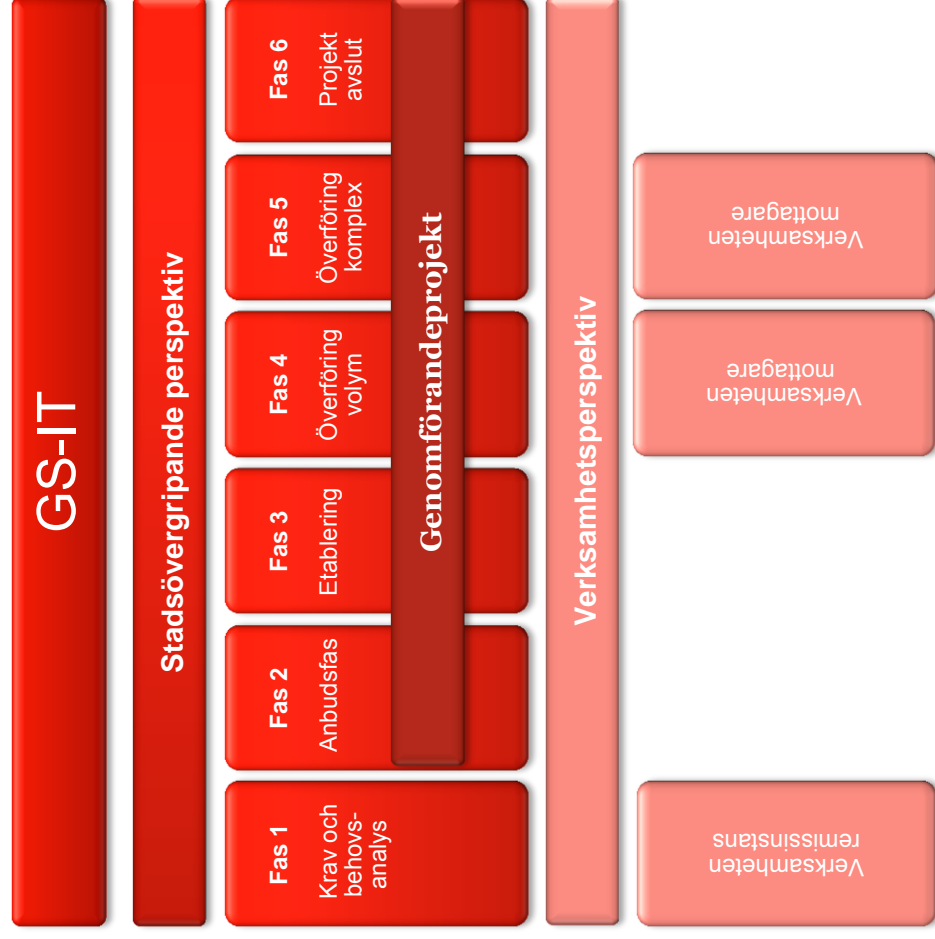 GS-IT
Stadsövergripande perspektiv
Fas 1
Krav och
behovs-
analys
Fas 2
Anbudsfas
Fas 3
Etablering
Fas 4
Överföring
volym
Fas 5
Överföring
komplex
Fas 6
Projekt
avslut
Genomförandeprojekt
Verksamhetsperspektiv
Verksamheten
remissinstans
Verksamheten
mottagare
Verksamheten
mottagare